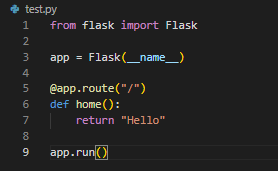 test.py
1 from flask import Flask
2
3 app = Flask(__name__)
4
5 @app.route("/")
6 def home():
7     return "Hello"
8
9 app.run()